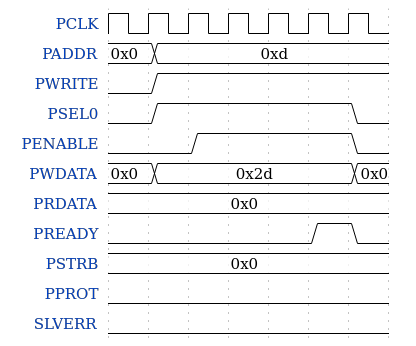 PCLK
PADDR 0x0 0xd
PWRITE
PSEL0
PENABLE
PWDATA 0x0 0x2d 0x0
PRDATA 0x0
PREADY
PSTRB 0x0
PPROT
SLVERR